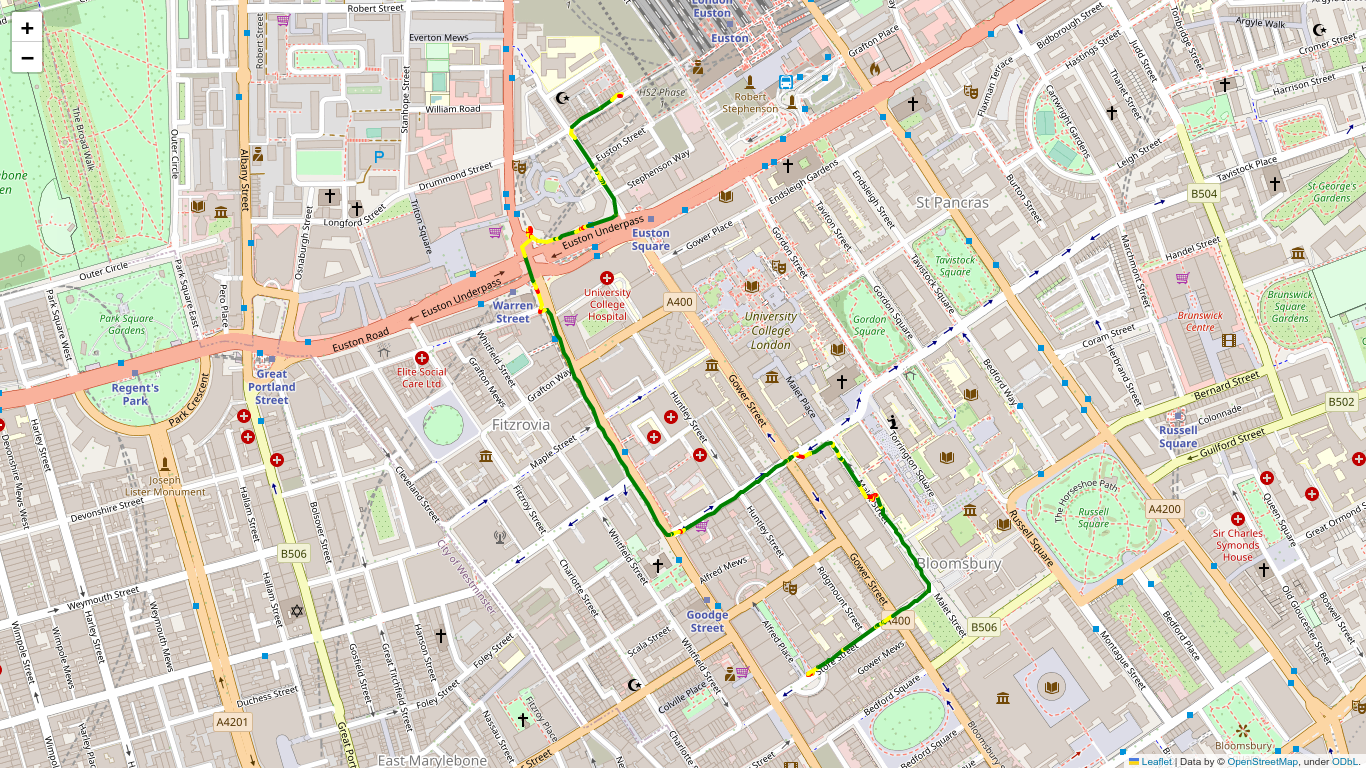 +
−
Robert Street
London
Euston
Euston
Argyle Walk
Tonbridge Street
Bidborough Street
Judd Street
Cromer Street
Everton Mews
Robert Street
Grafton Place
Hastings Street
Harrison Street
Stanhope Street
William Road
HS2 Phase
1
Robert
Stephenson
Flaxman Terrace
Thanet Street
Cartwright Gardens
The Broad Walk
Outer Circle
Albany Street
Euston Street
Stephenson Way
Drummond Street
Leigh Street
Tavistock Place
Endsleigh Gardens
Endsleigh Street
Burton Street
B504
St George's
Gardens
Longford Street
Triton Square
Osnaburgh Street
Taviton Street
St Pancras
Euston Underpass
Euston
Square
Gower Place
Gordon Street
Marchmont Street
Handel Street
Outer Circle
Park Square East
Peto Place
Tavistock
Square
Tavistock Square
Euston Underpass
University
College
Hospital
A400
Warren
Street
Park Square
Gardens
Park Square West
University
College
London
Gordon
Square
Gordon Square
Brunswick
Centre
Brunswick
Square
Gardens
Euston Road
Coram Street
Herbrand Street
Whitfield Street
Grafton Mews
Grafton Way
Elite Social
Care Ltd
Great
Portland
Street
Regent's
Park
Park Crescent
Malet Place
Bedford Way
Bernard Street
B502
Colonnade
Russell
Square
Guilford Street
Huntley Street
Gower Street
Fitzrovia
Maple Street
Harley Street
Devonshire Mews West
Joseph
Lister Monument
Cleveland Street
Torrington Square
The Horseshoe Path
Russell
Square
A4200
Queen Square
Great Ormond Street
Devonshire Street
Hallam Street
Bolsover Street
Fitzroy Street
Huntley Street
Russell Square
Sir Charles
Symonds
House
B506
City of Westminster
Whitfield Street
Alfred Mews
Bloomsbury
Charlotte Street
Ridgmount Street
Gower Street
Malet Street
Old Gloucester Street
Boswell Street
Weymouth Street
Weymouth Mews
Hallam Street
Goodge
Street
A400
B506
Malet Street
Bedford Place
Wimpole Street
Wimpole Mews
Harley Street
Hanson Street
Scala Street
Alfred Place
Store Street
Gower Mews
Montague Street
Gosfield Street
Great Titchfield Street
Foley Street
Whitfield Street
Duchess Street
Foley Street
Colville Place
Bedford Square
A4201
Nassau Street
Fitzroy Place
Bedford Square
Bloomsbury
East Marylebone
Leaflet | Data by © OpenStreetMap, under ODbL.